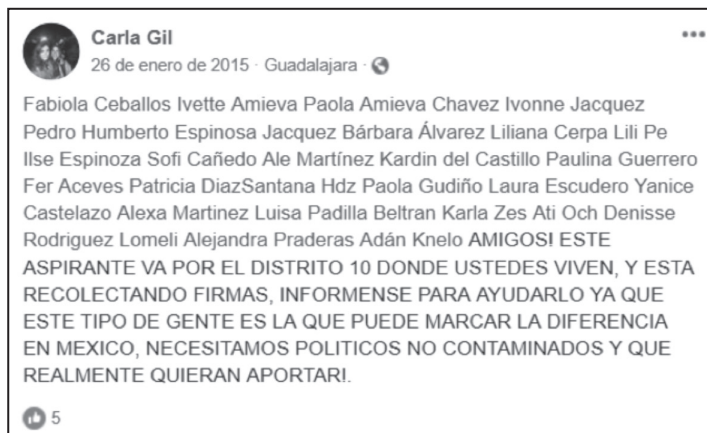 Carla Gil
26 de enero de 2015 · Guadalajara ·
Fabiola Ceballos Ivette Amieva Paola Amieva Chavez Ivonne Jacquez
Pedro Humberto Espinosa Jacquez Bárbara Álvarez Liliana Cerpa Lili Pe
Ilse Espinoza Sofi Cañedo Ale Martínez Kardin del Castillo Paulina Guerrero
Fer Aceves Patricia DiazSantana Hdz Paola Gudiño Laura Escudero Yanice
Castelazo Alexa Martinez Luisa Padilla Beltran Karla Zes Ati Och Denisse
Rodriguez Lomeli Alejandra Praderas Adán Knelo AMIGOS! ESTE
ASPIRANTE VA POR EL DISTRITO 10 DONDE USTEDES VIVEN, Y ESTA
RECOLECTANDO FIRMAS, INFORMENSE PARA AYUDARLO YA QUE
ESTE TIPO DE GENTE ES LA QUE PUEDE MARCAR LA DIFERENCIA
EN MEXICO, NECESITAMOS POLITICOS NO CONTAMINADOS Y QUE
REALMENTE QUIERAN APORTAR!.
5